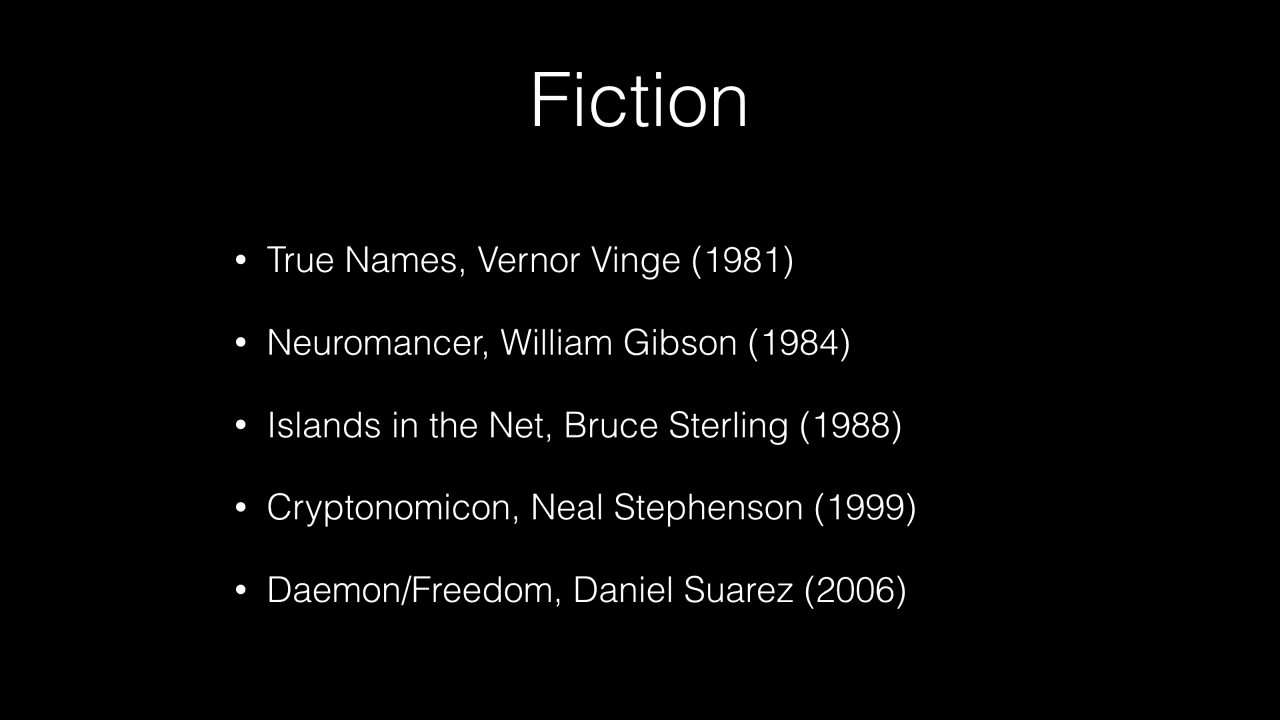 Fiction
• True Names, Vernor Vinge (1981)
• Neuromancer, William Gibson (1984)
• Islands in the Net, Bruce Sterling (1988)
• Cryptonomicon, Neal Stephenson (1999)
• Daemon/Freedom, Daniel Suarez (2006)